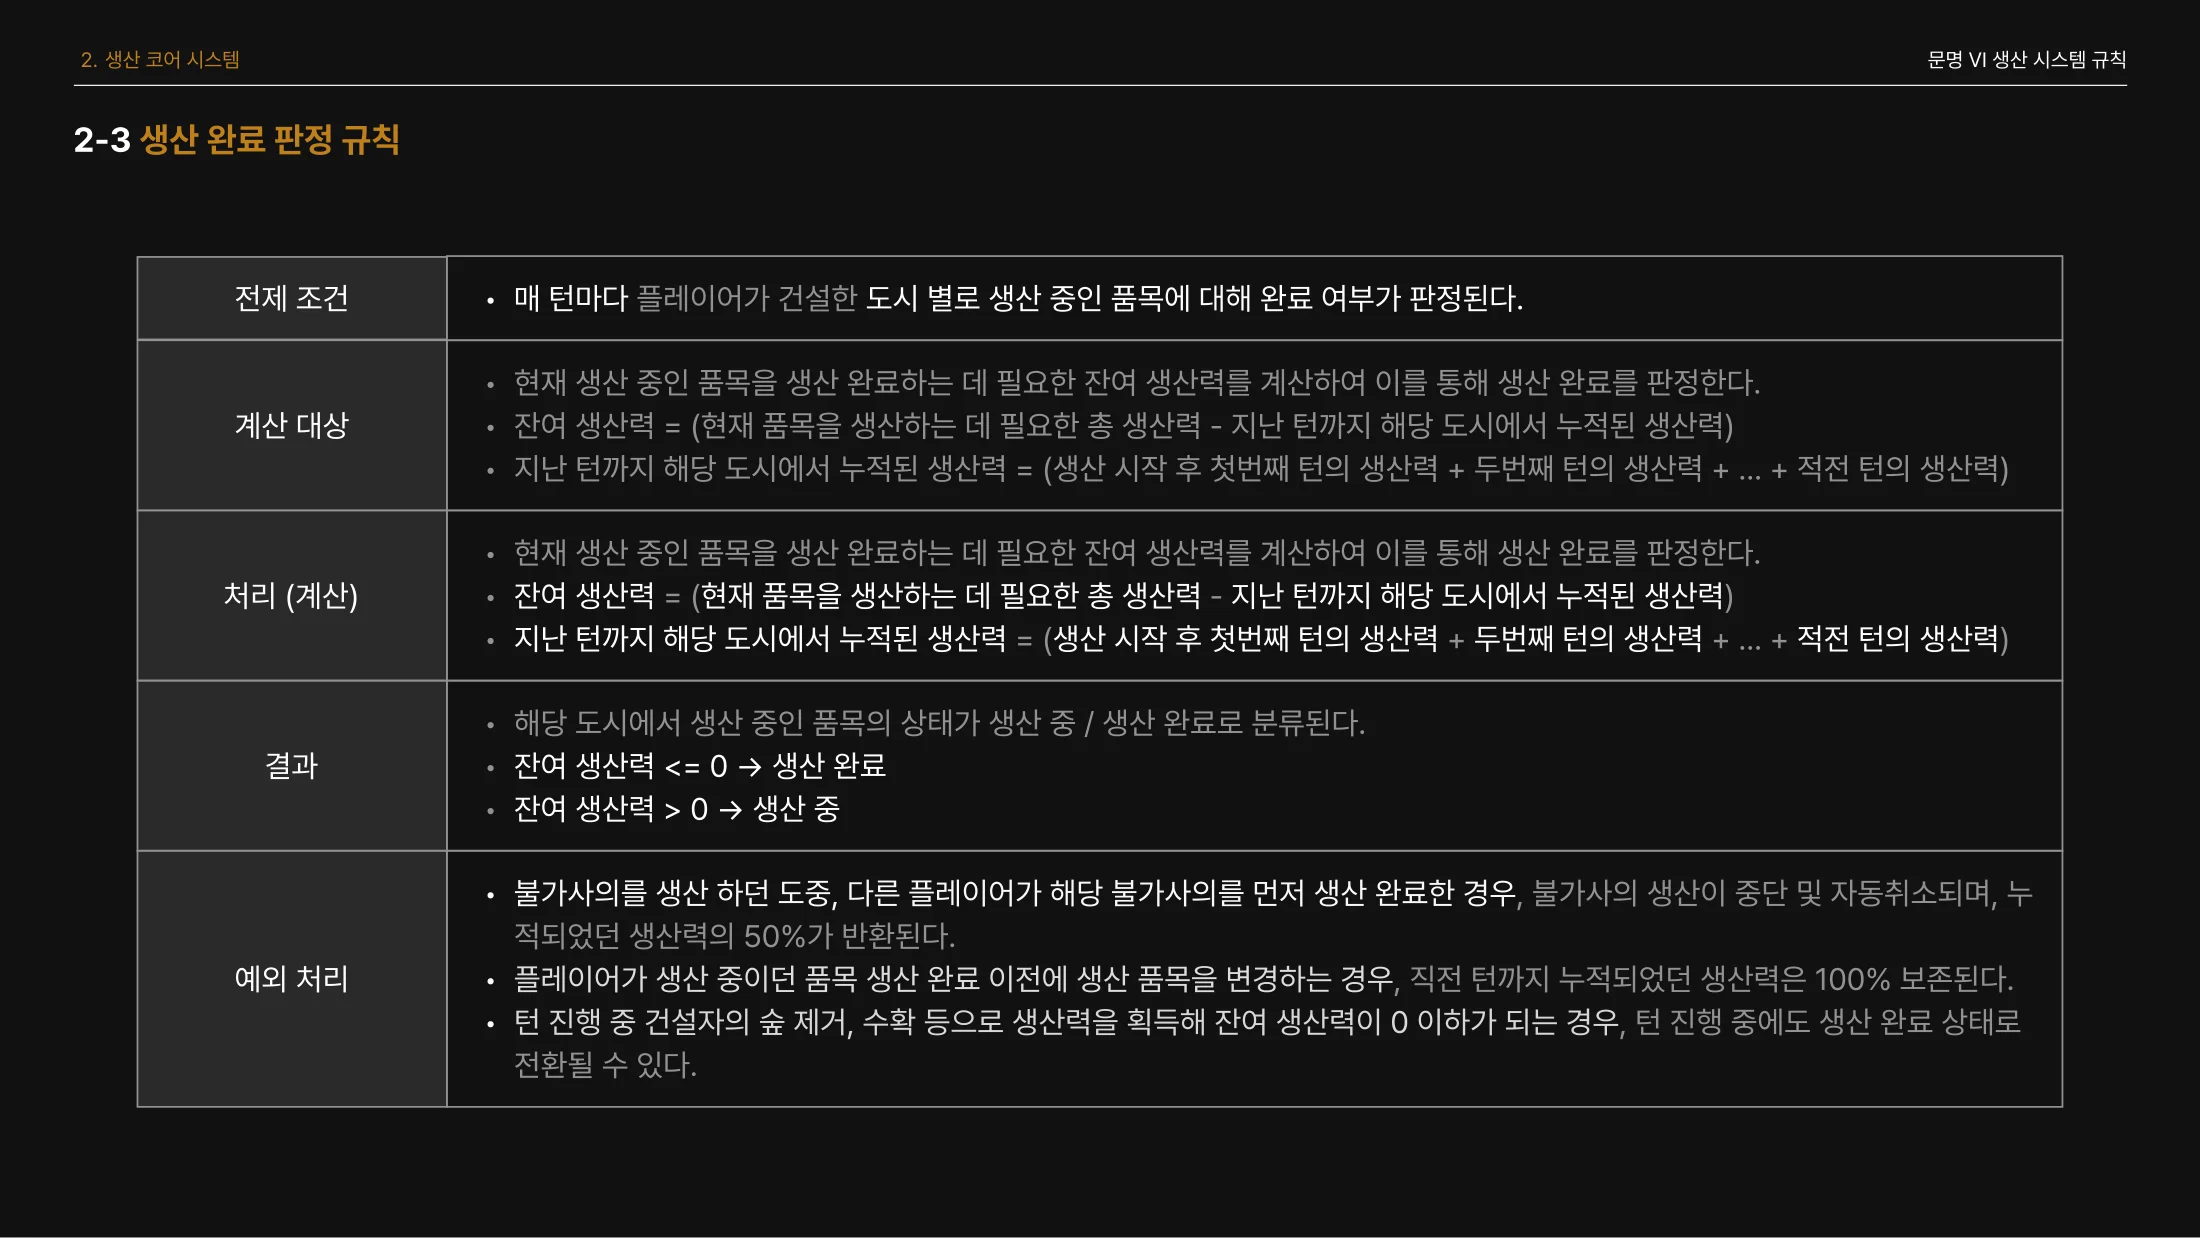 2. 생산 코어 시스템
문명 VI 생산 시스템 규칙
2-3 생산 완료 판정 규칙
전제 조건
• 매 턴마다 플레이어가 건설한 도시 별로 생산 중인 품목에 대해 완료 여부가 판정된다.
계산 대상
• 현재 생산 중인 품목을 생산 완료하는 데 필요한 잔여 생산력를 계산하여 이를 통해 생산 완료를 판정한다.
• 잔여 생산력 = (현재 품목을 생산하는 데 필요한 총 생산력 - 지난 턴까지 해당 도시에서 누적된 생산력)
• 지난 턴까지 해당 도시에서 누적된 생산력 = (생산 시작 후 첫번째 턴의 생산력 + 두번째 턴의 생산력 + ... + 적전 턴의 생산력)
처리 (계산)
• 현재 생산 중인 품목을 생산 완료하는 데 필요한 잔여 생산력를 계산하여 이를 통해 생산 완료를 판정한다.
• 잔여 생산력 = (현재 품목을 생산하는 데 필요한 총 생산력 - 지난 턴까지 해당 도시에서 누적된 생산력)
• 지난 턴까지 해당 도시에서 누적된 생산력 = (생산 시작 후 첫번째 턴의 생산력 + 두번째 턴의 생산력 + ... + 적전 턴의 생산력)
결과
• 해당 도시에서 생산 중인 품목의 상태가 생산 중 / 생산 완료로 분류된다.
• 잔여 생산력 <= 0 → 생산 완료
• 잔여 생산력 > 0 → 생산 중
예외 처리
• 불가사의를 생산 하던 도중, 다른 플레이어가 해당 불가사의를 먼저 생산 완료한 경우, 불가사의 생산이 중단 및 자동취소되며, 누
적되었던 생산력의 50%가 반환된다.
• 플레이어가 생산 중이던 품목 생산 완료 이전에 생산 품목을 변경하는 경우, 직전 턴까지 누적되었던 생산력은 100% 보존된다.
• 턴 진행 중 건설자의 숲 제거, 수확 등으로 생산력을 획득해 잔여 생산력이 0 이하가 되는 경우, 턴 진행 중에도 생산 완료 상태로
전환될 수 있다.